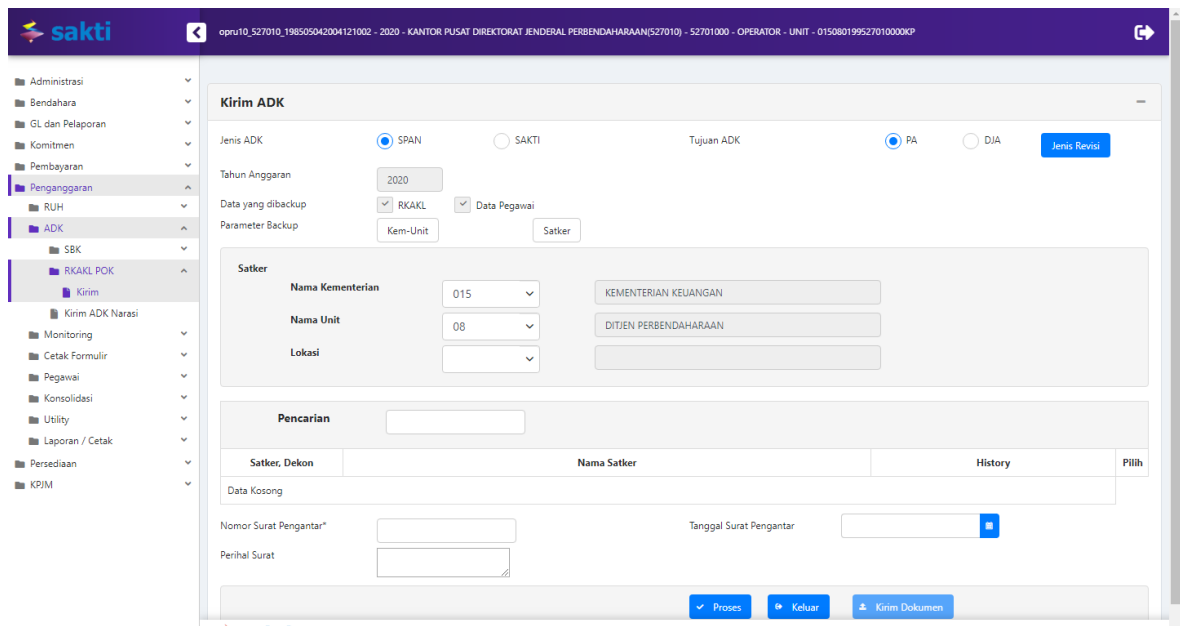 sakti
opru10_527010_198505042004121002 - 2020 - KANTOR PUSAT DIREKTORAT JENDERAL PERBENDAHARAAN(527010) - 52701000 - OPERATOR - UNIT - 015080199527010000KP
Administrasi
Bendahara
GL dan Pelaporan
Komitmen
Pembayaran
Penganggaran
RUH
ADK
SBK
RKAKL POK
Kirim
Kirim ADK Narasi
Monitoring
Cetak Formulir
Pegawai
Konsolidasi
Utility
Laporan / Cetak
Persediaan
KPJM
Kirim ADK
Jenis ADK SPAN SAKTI Tujuan ADK PA DJA Jenis Revisi
Tahun Anggaran 2020
Data yang dibackup RKAKL Data Pegawai
Parameter Backup Kem-Unit Satker
Satker
Nama Kementerian 015 KEMENTERIAN KEUANGAN
Nama Unit 08 DITJEN PERBENDAHARAAN
Lokasi
Pencarian
Satker, Dekon Nama Satker History Pilih
Data Kosong
Nomor Surat Pengantar* Tanggal Surat Pengantar
Perihal Surat
Proses Keluar Kirim Dokumen